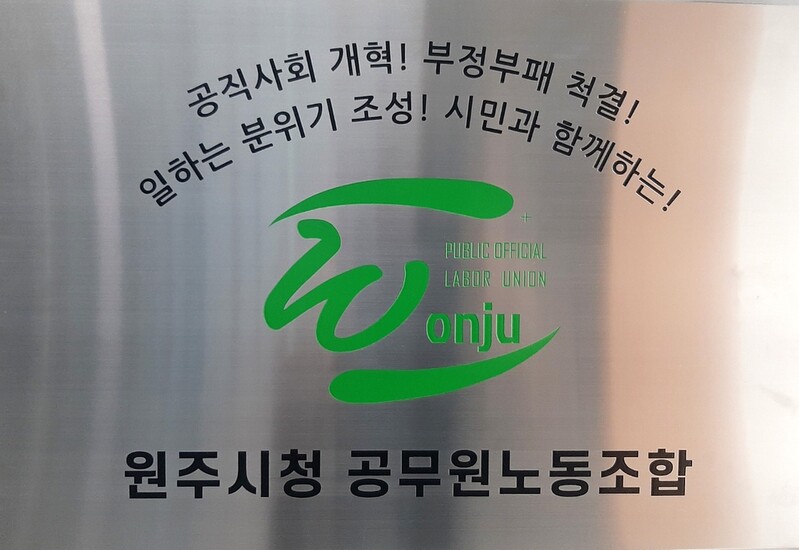 공직사회 개혁! 부정부패 척결!
일하는 분위기 조성! 시민과 함께하는!
PUBLIC OFFICIAL
LABOR UNION
Wonju
원주시청 공무원노동조합